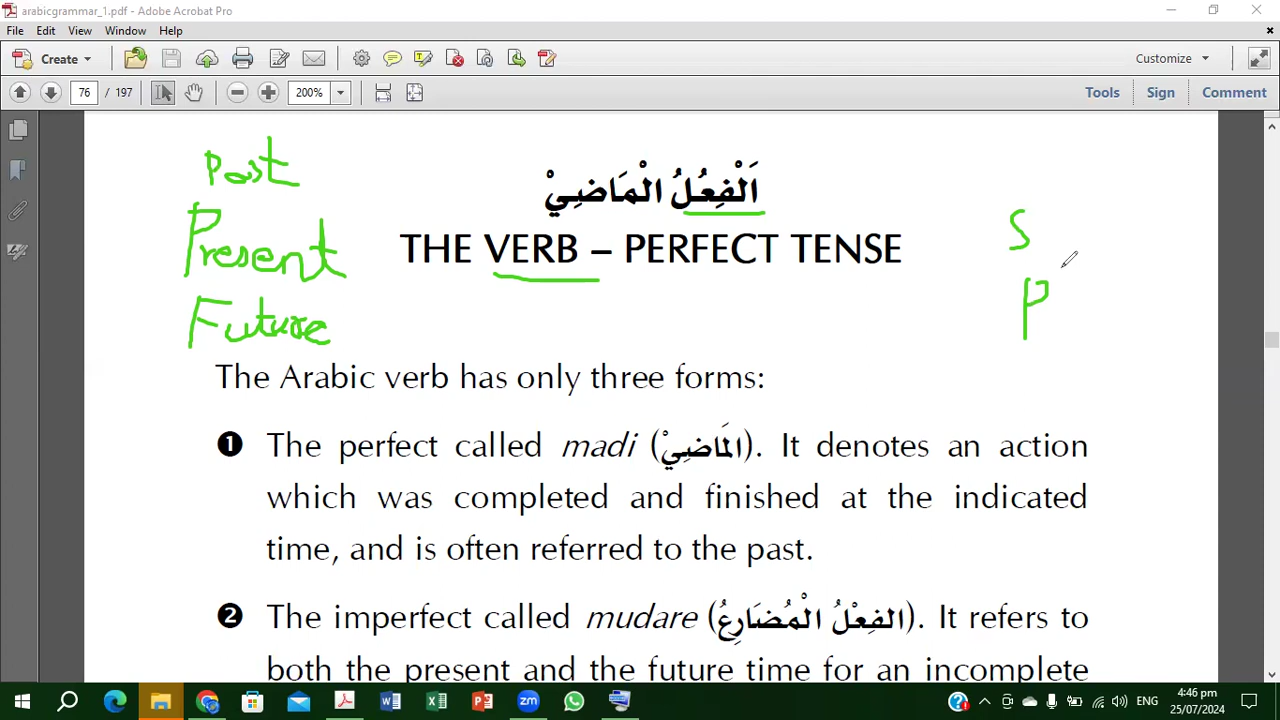 arabicgrammar_1.pdf - Adobe Acrobat Pro
File Edit View Window Help
Create Customize
76 / 197 200% Tools Sign Comment
Past
اَلْفِعْلُ الْمَاضِيْ
Present
THE VERB – PERFECT TENSE
S
Future
P
The Arabic verb has only three forms:
❶ The perfect called madi (المَاضِيْ). It denotes an action
which was completed and finished at the indicated
time, and is often referred to the past.
❷ The imperfect called mudare (الفِعْلُ الْمُضَارِعُ). It refers to
both the present and the future time for an incomplete
ENG 4:46 pm
25/07/2024